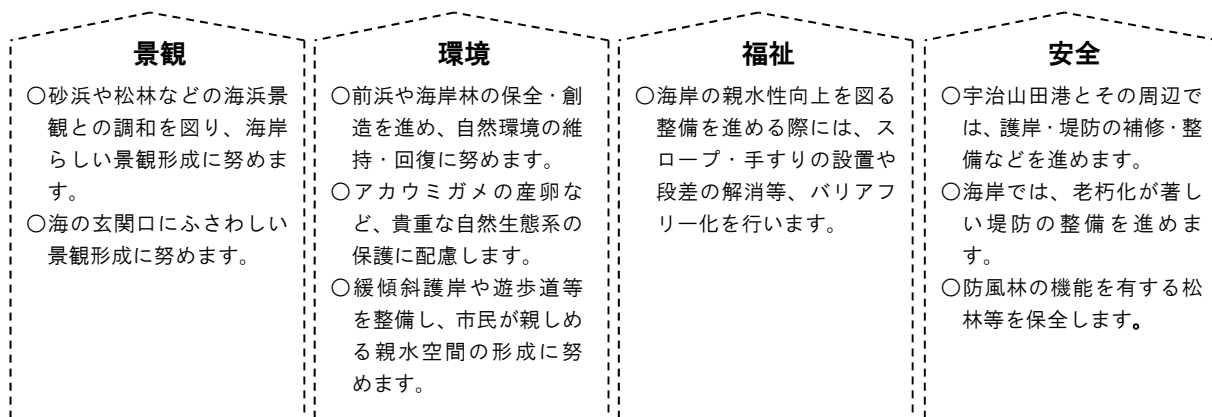 景観
○砂浜や松林などの海浜景
観との調和を図り、海岸
らしい景観形成に努めま
す。
○海の玄関口にふさわしい
景観形成に努めます。
環境
○前浜や海岸林の保全・創
造を進め、自然環境の維
持・回復に努めます。
○アカウミガメの産卵な
ど、貴重な自然生態系の
保護に配慮します。
○緩傾斜護岸や遊歩道等
を整備し、市民が親しめ
る親水空間の形成に努
めます。
福祉
○海岸の親水性向上を図る
整備を進める際には、ス
ロープ・手すりの設置や
段差の解消等、バリアフ
リー化を行います。
安全
○宇治山田港とその周辺で
は、護岸・堤防の補修・整
備などを進めます。
○海岸では、老朽化が著し
い堤防の整備を進めま
す。
○防風林の機能を有する松
林等を保全します。